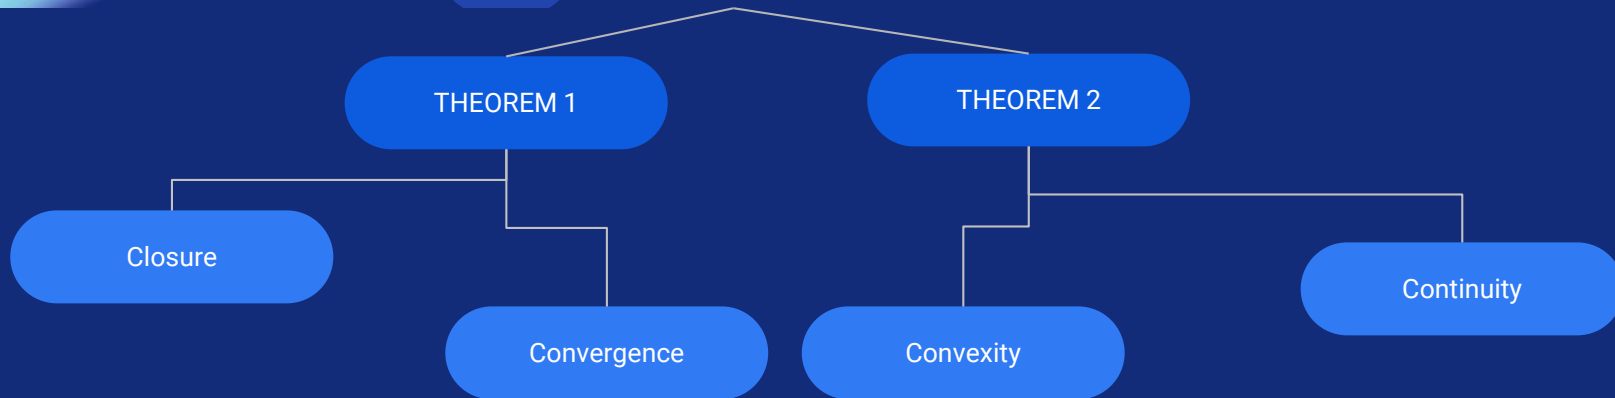 THEOREM 1
THEOREM 2
Closure
Continuity
Convergence
Convexity